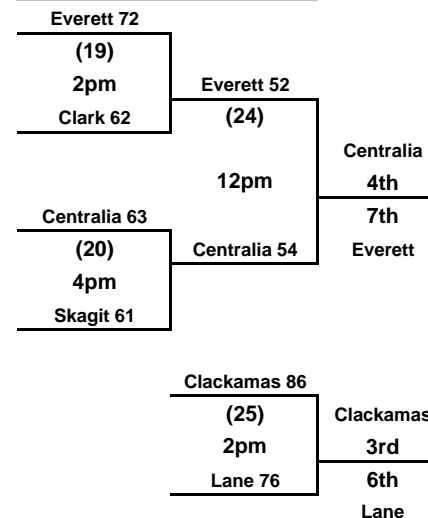 Everett 72
(19)
2pm
Clark 62
Everett 52
(24)
12pm
Centralia 54
Centralia
4th
7th
Everett
Centralia 63
(20)
4pm
Skagit 61
Clackamas 86
(25)
2pm
Lane 76
Clackamas
3rd
6th
Lane